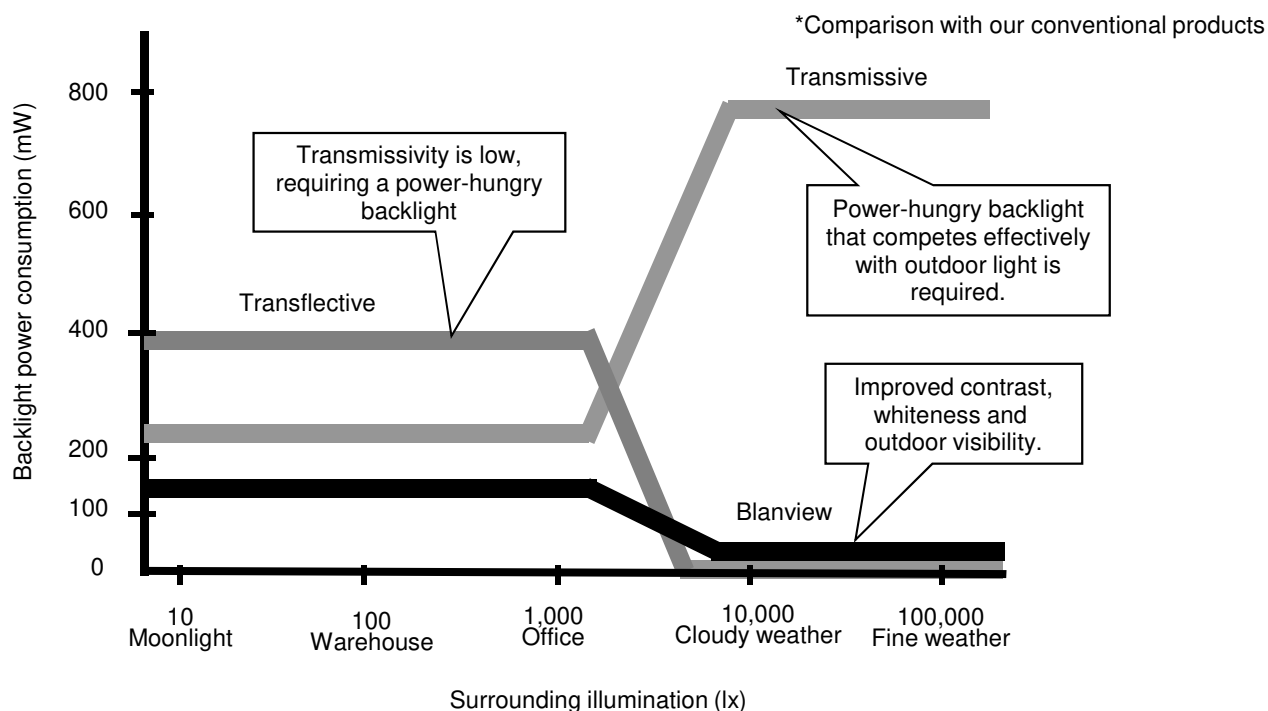 *Comparison with our conventional products
Transmissive
800
Transmissivity is low,
requiring a power-hungry
backlight
600
Power-hungry backlight
that competes effectively
with outdoor light is
required.
Backlight power consumption (mW)
Transflective
400
Improved contrast,
whiteness and
outdoor visibility.
200
100
Blanview
0
10
Moonlight
100
Warehouse
1,000
Office
10,000
Cloudy weather
100,000
Fine weather
Surrounding illumination (lx)